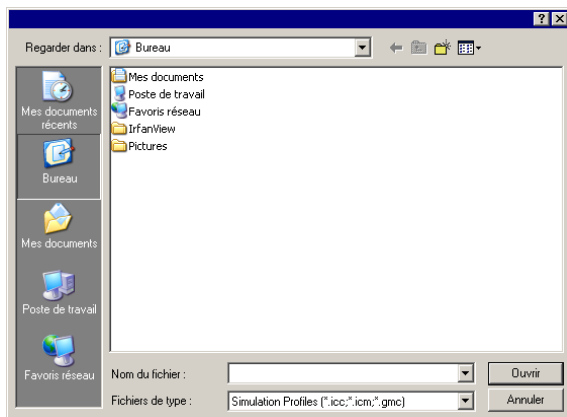 Regarder dans :
Bureau
Mes documents récents
Bureau
Mes documents
Poste de travail
Favoris réseau
Mes documents
Poste de travail
Favoris réseau
IrfanView
Pictures
Nom du fichier :
Ouvrir
Fichiers de type :
Simulation Profiles (*.icc;*.icm;*.gmc)
Annuler